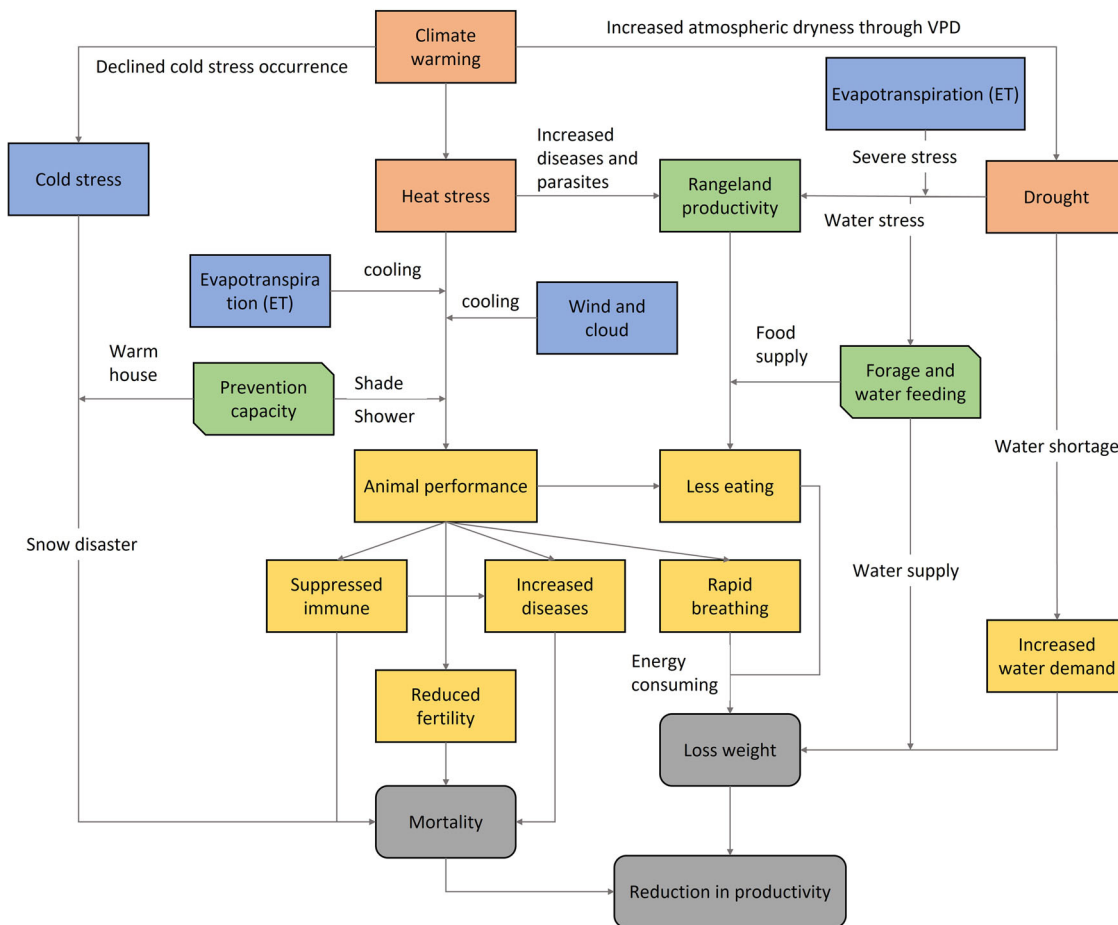 Climate
warming
Increased atmospheric dryness through VPD
Declined cold stress occurrence
Evapotranspiration (ET)
Cold stress
Heat stress
Increased
diseases and
parasites
Rangeland
productivity
Severe stress
Water stress
Drought
Evapotranspira
tion (ET)
cooling
cooling
Wind and
cloud
Warm
house
Prevention
capacity
Shade
Shower
Food
supply
Forage and
water feeding
Water shortage
Animal performance
Less eating
Snow disaster
Suppressed
immune
Increased
diseases
Rapid
breathing
Water supply
Reduced
fertility
Energy
consuming
Increased
water demand
Loss weight
Mortality
Reduction in productivity